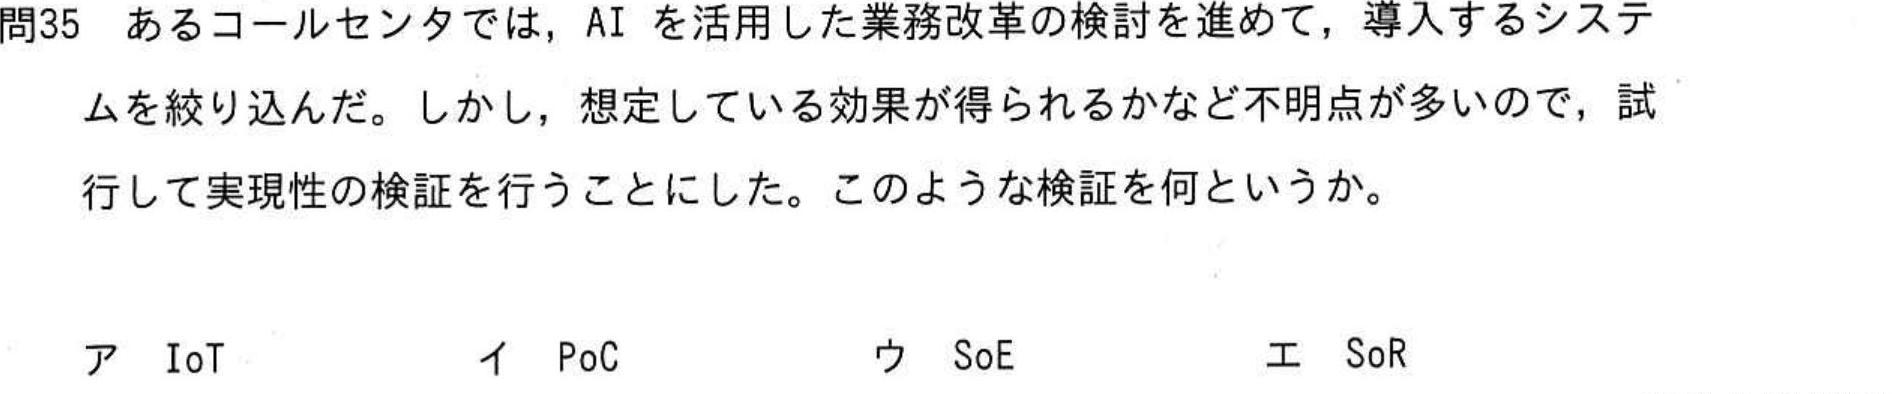 問35 あるコールセンタでは，AI を活用した業務改革の検討を進めて，導入するシステ
ムを絞り込んだ。しかし，想定している効果が得られるかなど不明点が多いので，試
行して実現性の検証を行うことにした。このような検証を何というか。
ア IoT イ PoC ウ SoE エ SoR